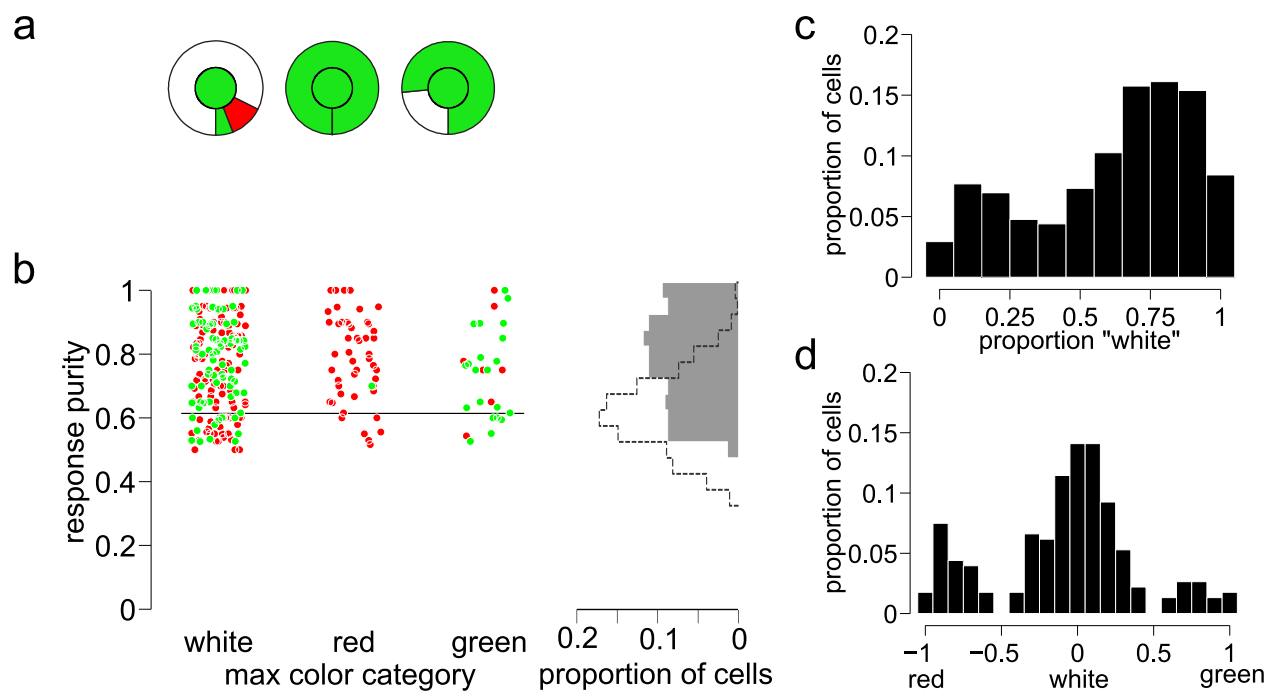 a
b
response purity
1
0.8
0.6
0.4
0.2
0
white red green
max color category
0.2 0.1 0
proportion of cells
c
proportion of cells
0.2
0.15
0.1
0.05
0
0 0.25 0.5 0.75 1
proportion "white"
d
proportion of cells
0.2
0.15
0.1
0.05
0
−1 −0.5 0 0.5 1
red white green